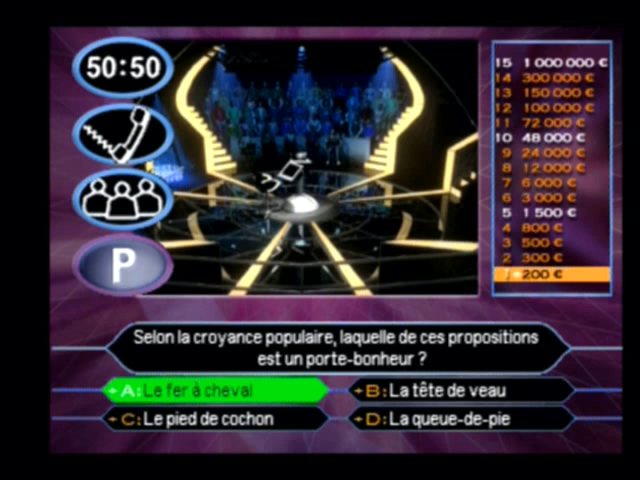 50:50
P
15 1 000 000 €
14 300 000 €
13 150 000 €
12 100 000 €
11 72 000 €
10 48 000 €
9 24 000 €
8 12 000 €
7 6 000 €
6 3 000 €
5 1 500 €
4 800 €
3 500 €
2 300 €
1 200 €
Selon la croyance populaire, laquelle de ces propositions
est un porte-bonheur ?
A: Le fer à cheval
B: La tête de veau
C: Le pied de cochon
D: La queue-de-pie